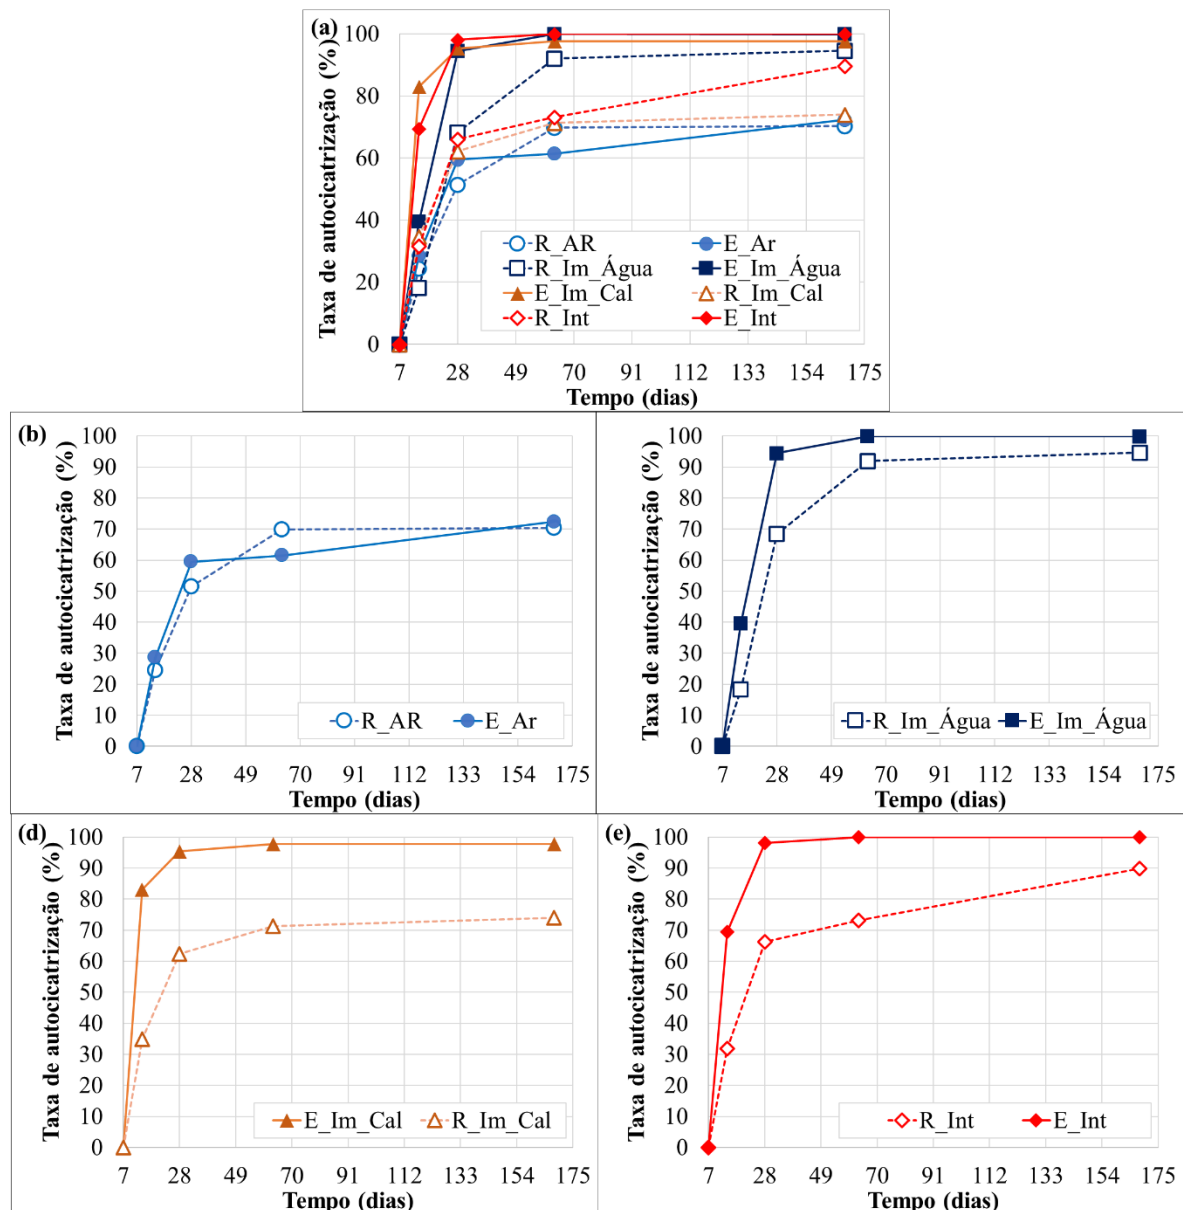 (a)
Taxa de autocicatrização (%)
100
80
60
40
20
0
R_AR
E_Ar
R_Im_Água
E_Im_Água
E_Im_Cal
R_Im_Cal
R_Int
E_Int
7 28 49 70 91 112 133 154 175
Tempo (dias)
(b)
Taxa de autocicatrização (%)
100
90
80
70
60
50
40
30
20
10
0
R_AR
E_Ar
7 28 49 70 91 112 133 154 175
Tempo (dias)
Taxa de autocicatrização (%)
100
90
80
70
60
50
40
30
20
10
0
R_Im_Água
E_Im_Água
7 28 49 70 91 112 133 154 175
Tempo (dias)
(d)
Taxa de autocicatrização (%)
100
90
80
70
60
50
40
30
20
10
0
E_Im_Cal
R_Im_Cal
7 28 49 70 91 112 133 154 175
Tempo (dias)
(e)
Taxa de autocicatrização (%)
100
90
80
70
60
50
40
30
20
10
0
R_Int
E_Int
7 28 49 70 91 112 133 154 175
Tempo (dias)